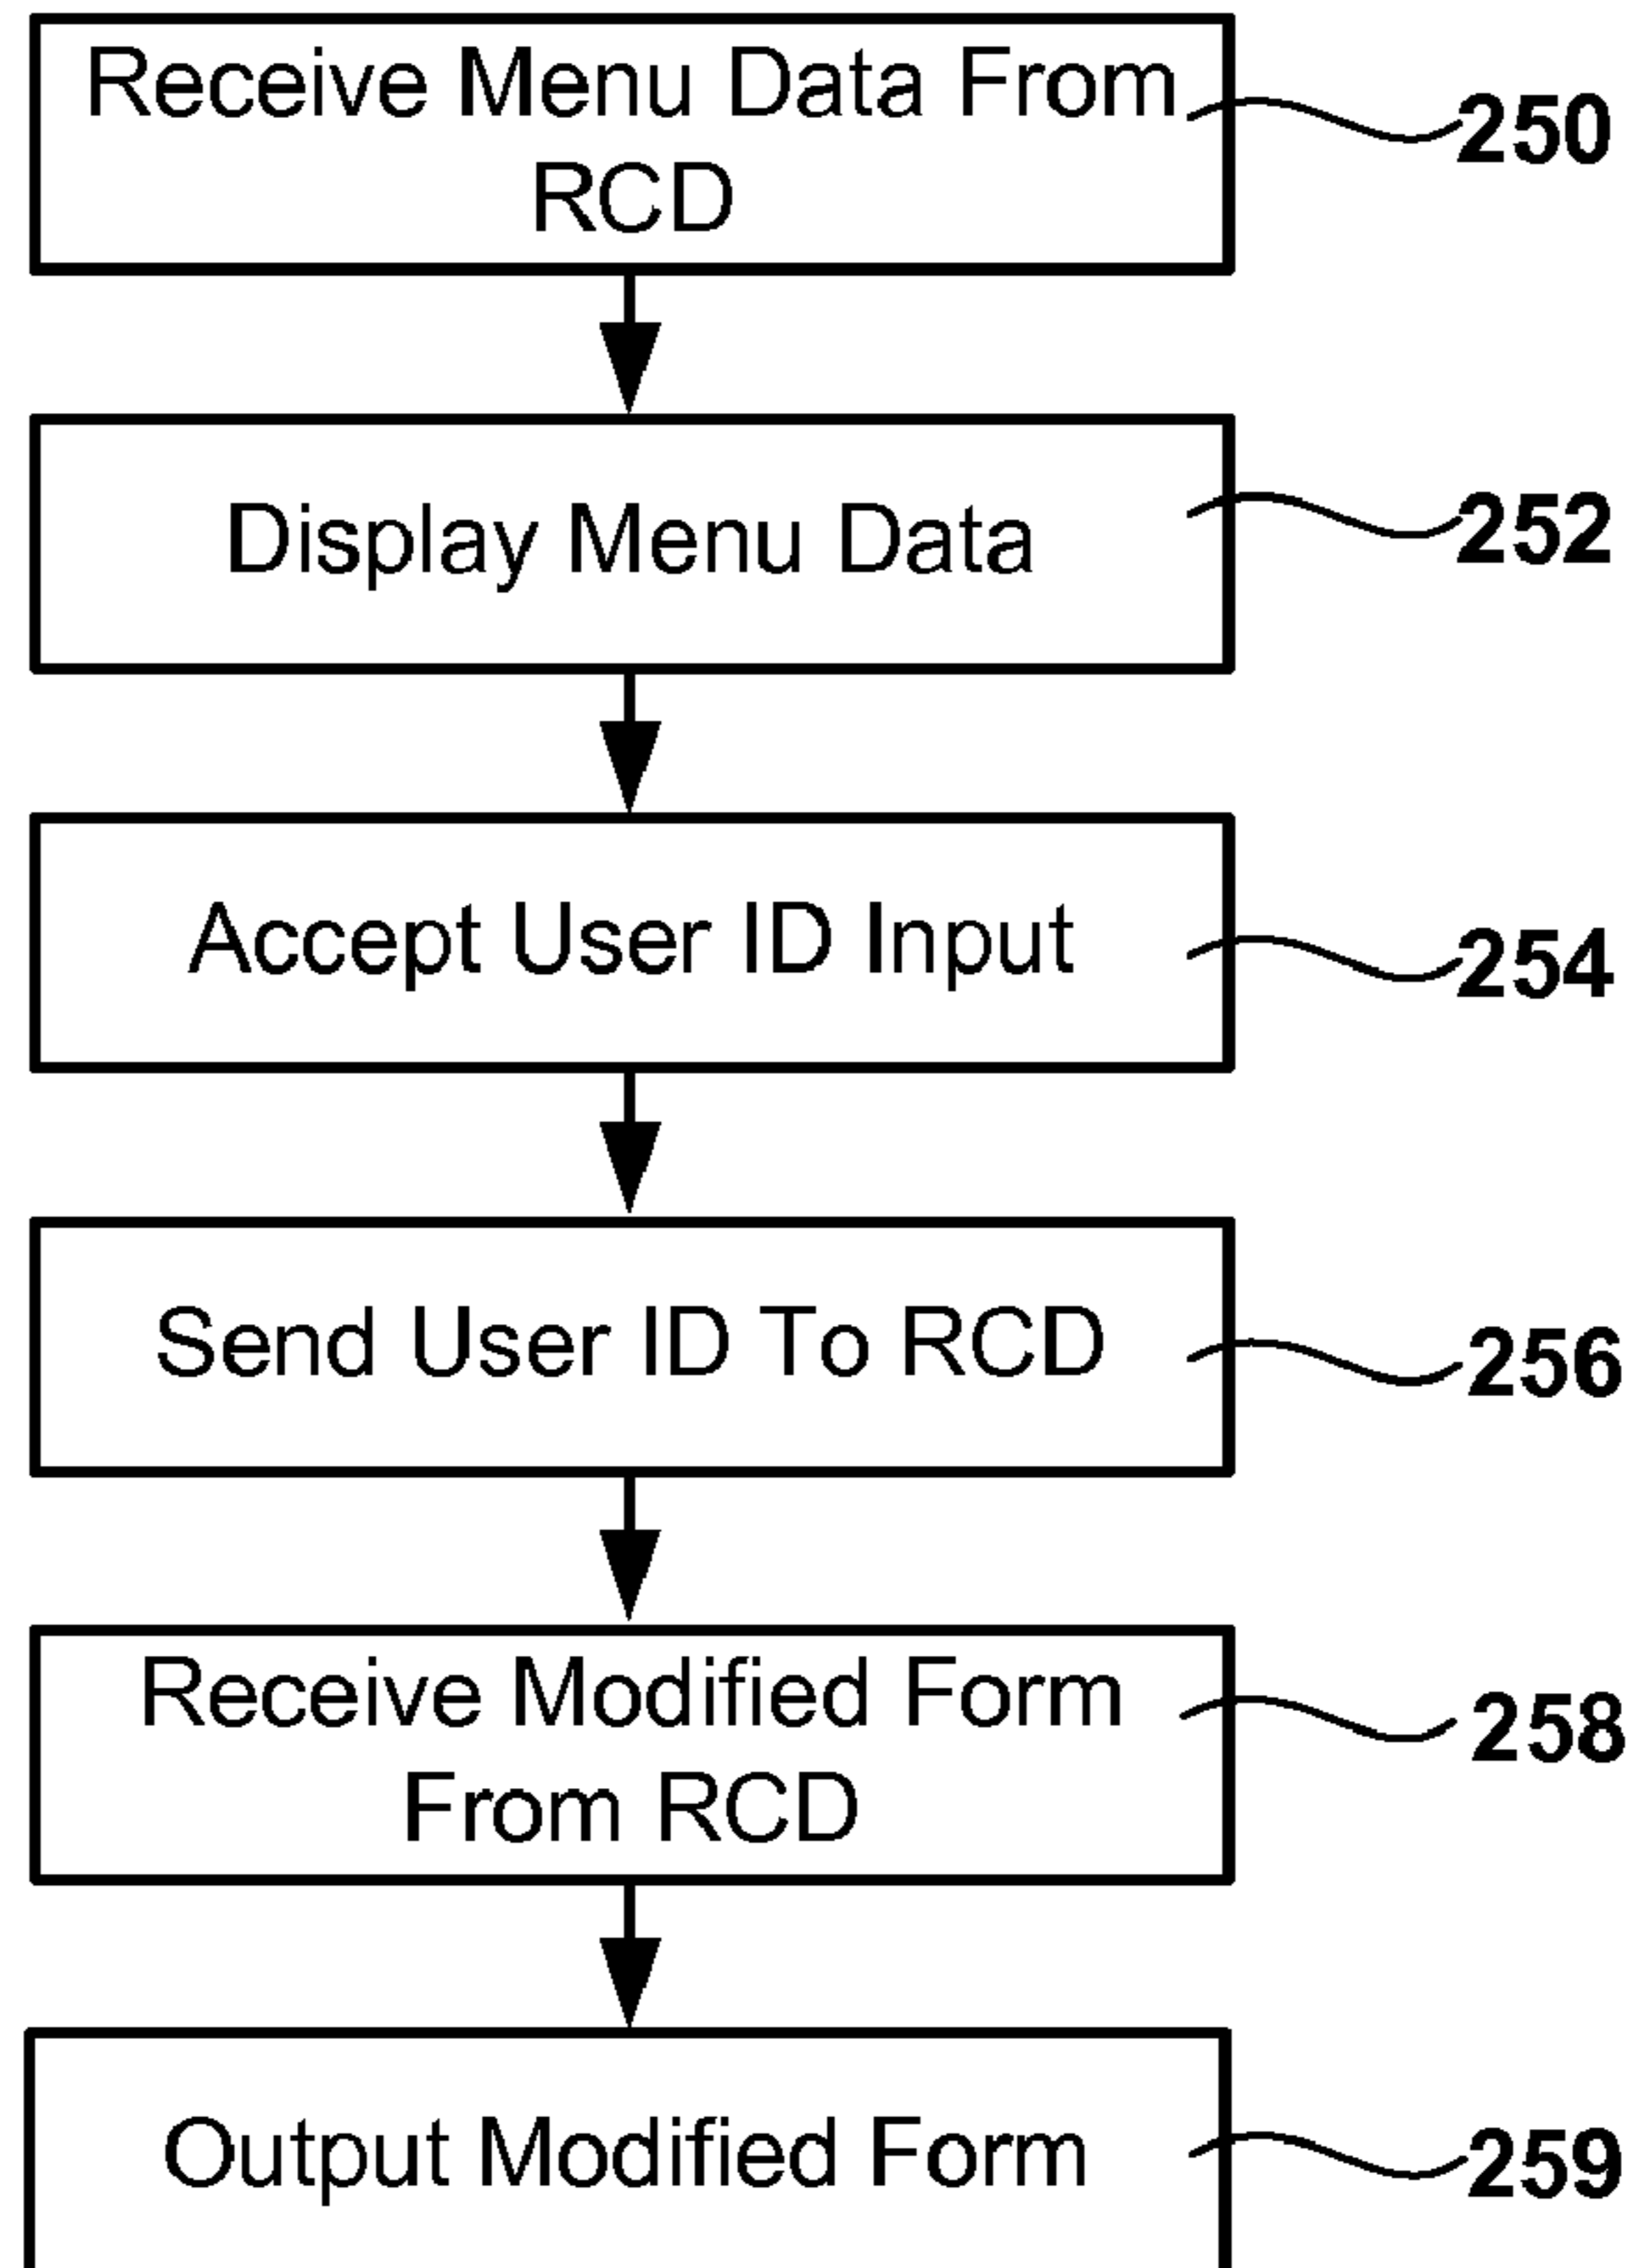 Receive Menu Data From
RCD
250
Display Menu Data
252
Accept User ID Input
254
Send User ID To RCD
256
Receive Modified Form
From RCD
258
Output Modified Form
259